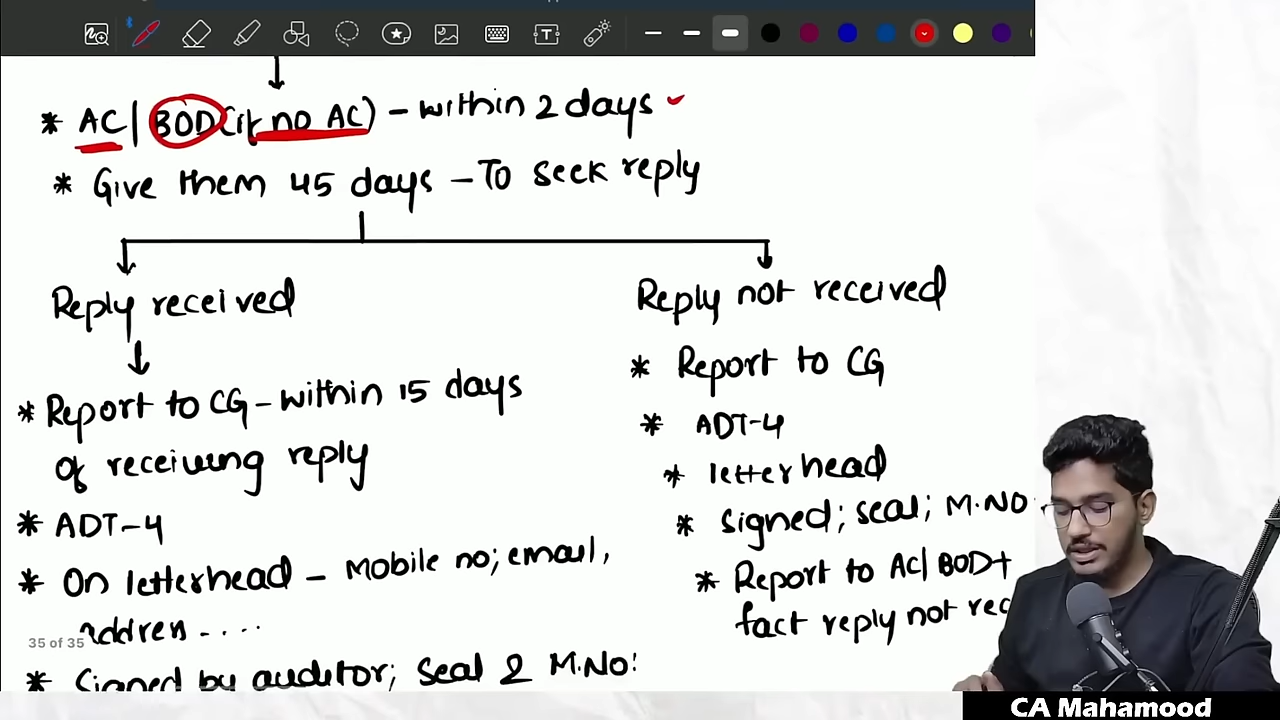 * AC | BOD (if no AC) - within 2 days
* Give them 45 days - To seek reply
Reply received
* Report to CG - within 15 days
of receiving reply
* ADT-4
* On letterhead - Mobile no; email,
address ....
* Signed by auditor; Seal & M.No:
Reply not received
* Report to CG
* ADT-4
* letterhead
* Signed; seal; M.NO:
* Report to AC| BOD+
fact reply not rec
35 of 35
CA Mahamood